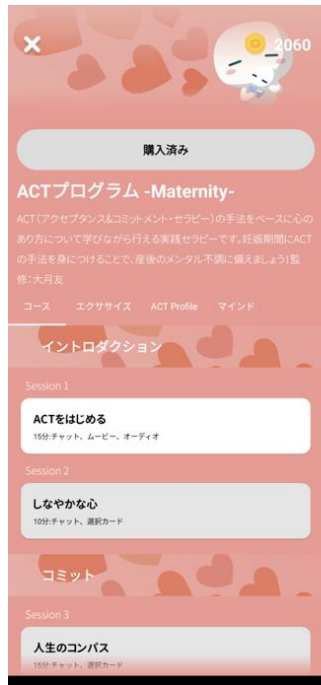 2060
購入済み
ACTプログラム -Maternity-
ACT（アクセプタンス&コミットメント・セラピー）の手法をベースに心の
あり方について学びながら行える実践セラピーです。妊娠期間にACT
の手法を身につけることで、産後のメンタル不調に備えましょう！監
修：大月友
コース　エクササイズ　ACT Profile　マインド
イントロダクション
Session 1
ACTをはじめる
15分:チャット、ムービー、オーディオ
Session 2
しなやかな心
10分:チャット、選択カード
コミット
Session 3
人生のコンパス
15分:チャット、選択カード